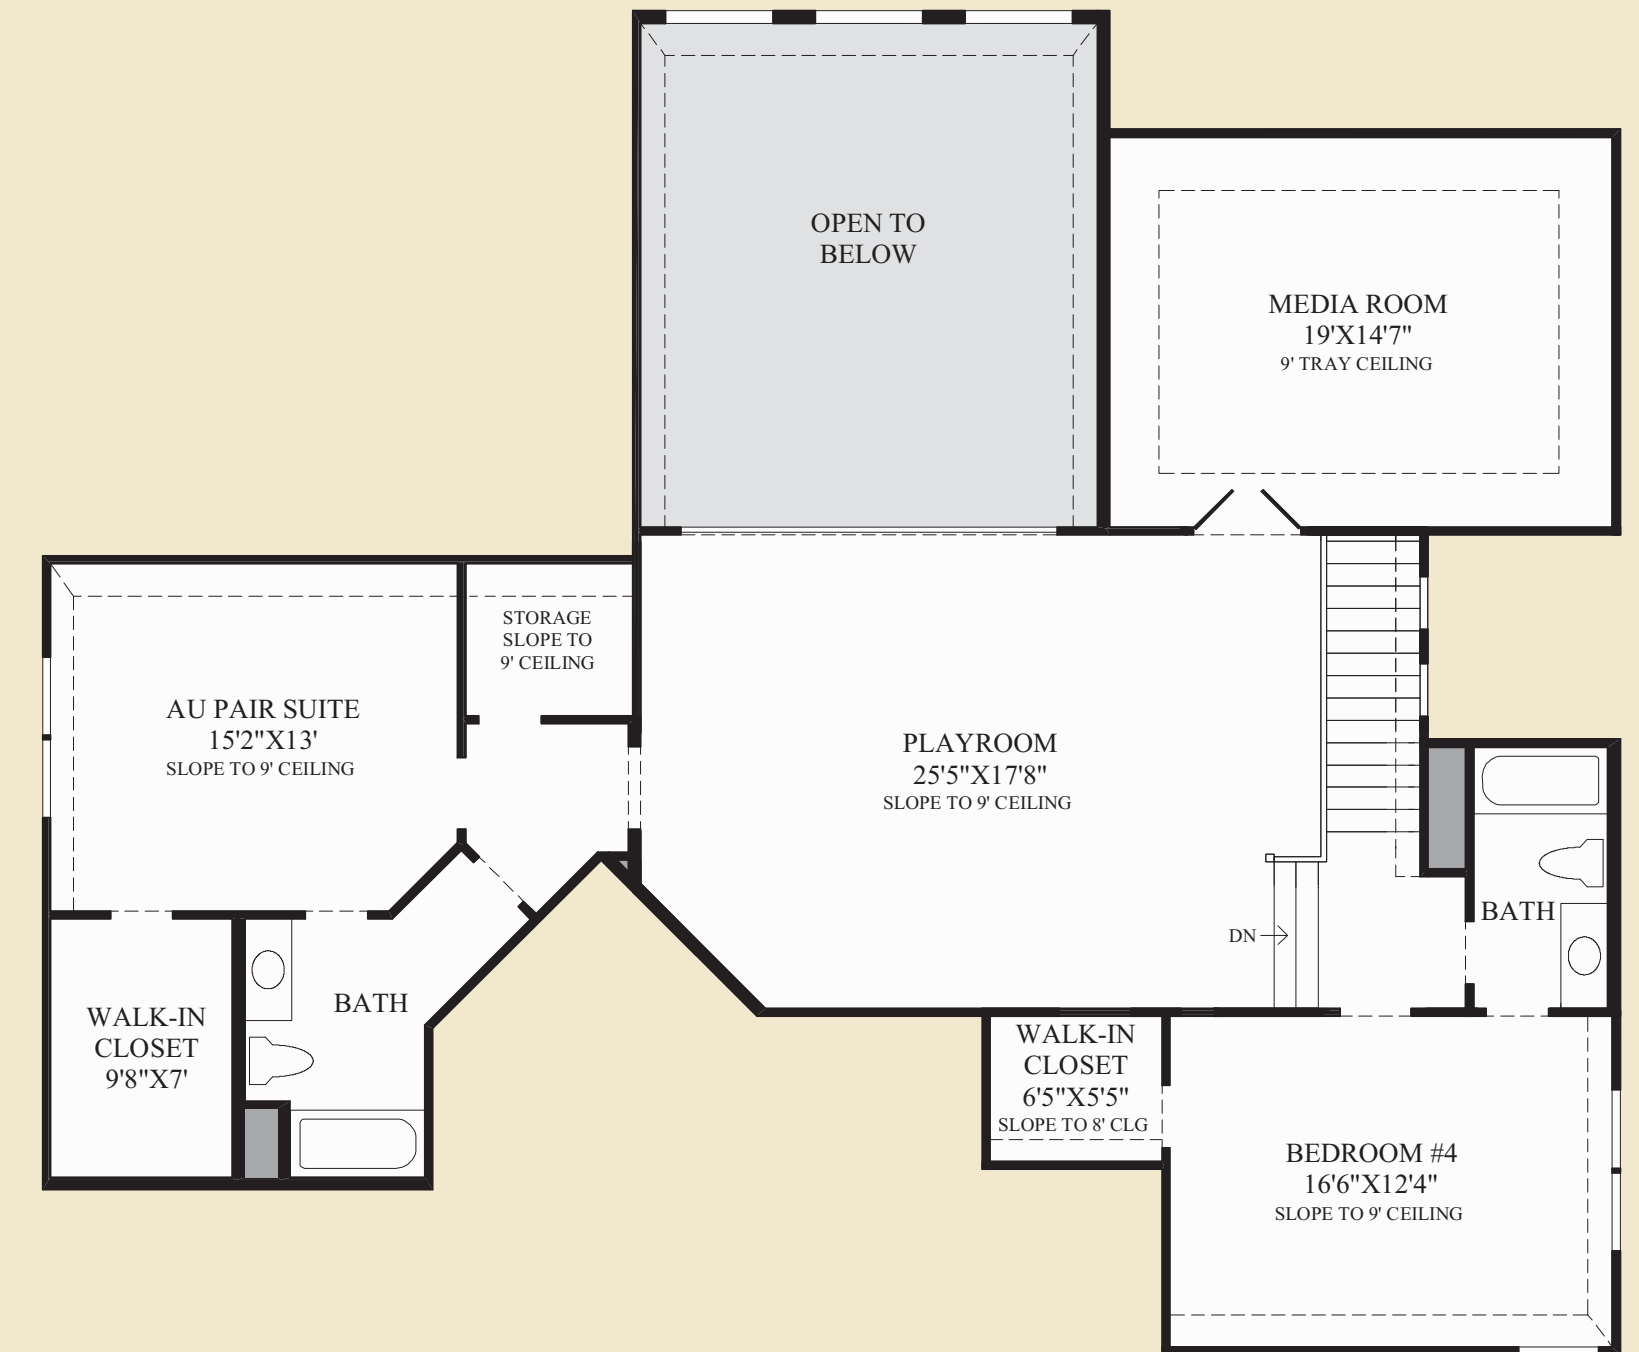 OPEN TO
BELOW
MEDIA ROOM
19'X14'7"
9' TRAY CEILING
STORAGE
SLOPE TO
9' CEILING
AU PAIR SUITE
15'2"X13'
SLOPE TO 9' CEILING
PLAYROOM
25'5"X17'8"
SLOPE TO 9' CEILING
BATH
DN
BATH
WALK-IN
CLOSET
9'8"X7'
WALK-IN
CLOSET
6'5"X5'5"
SLOPE TO 8' CLG
BEDROOM #4
16'6"X12'4"
SLOPE TO 9' CEILING